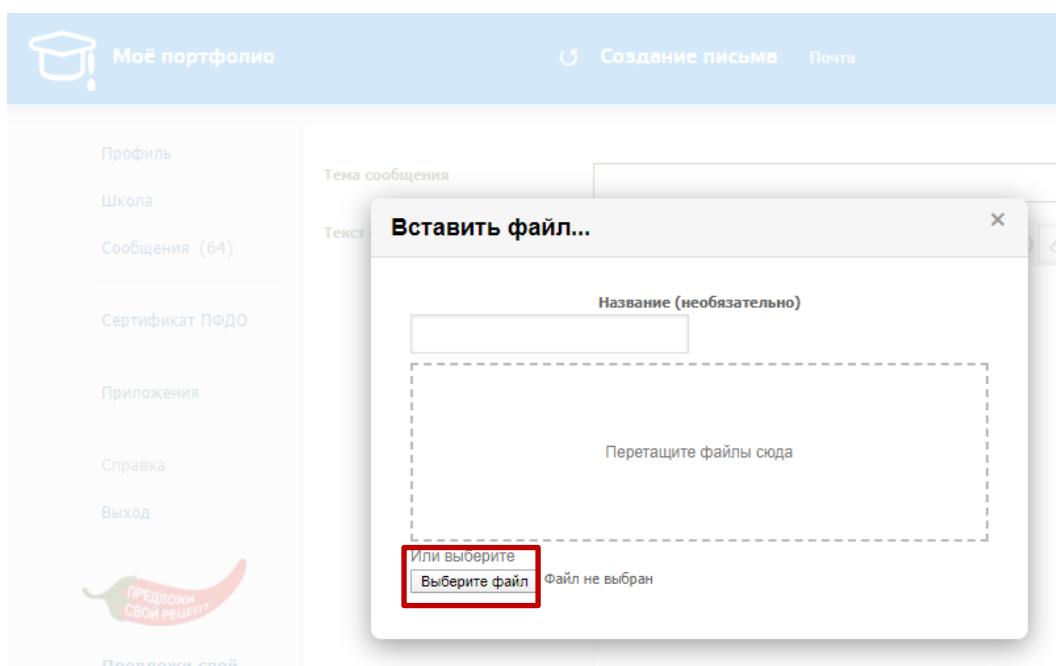 Моё портфолио
Создание письма Почта
Профиль
Школа
Сообщения (64)
Сертификат ПФДО
Приложения
Справка
Выход
ПРЕДЛОЖИ
СВОЙ РЕЦЕПТ
Предложи свой
Тема сообщения
Текст
Вставить файл...
×
Название (необязательно)
Перетащите файлы сюда
Или выберите
Выберите файл Файл не выбран